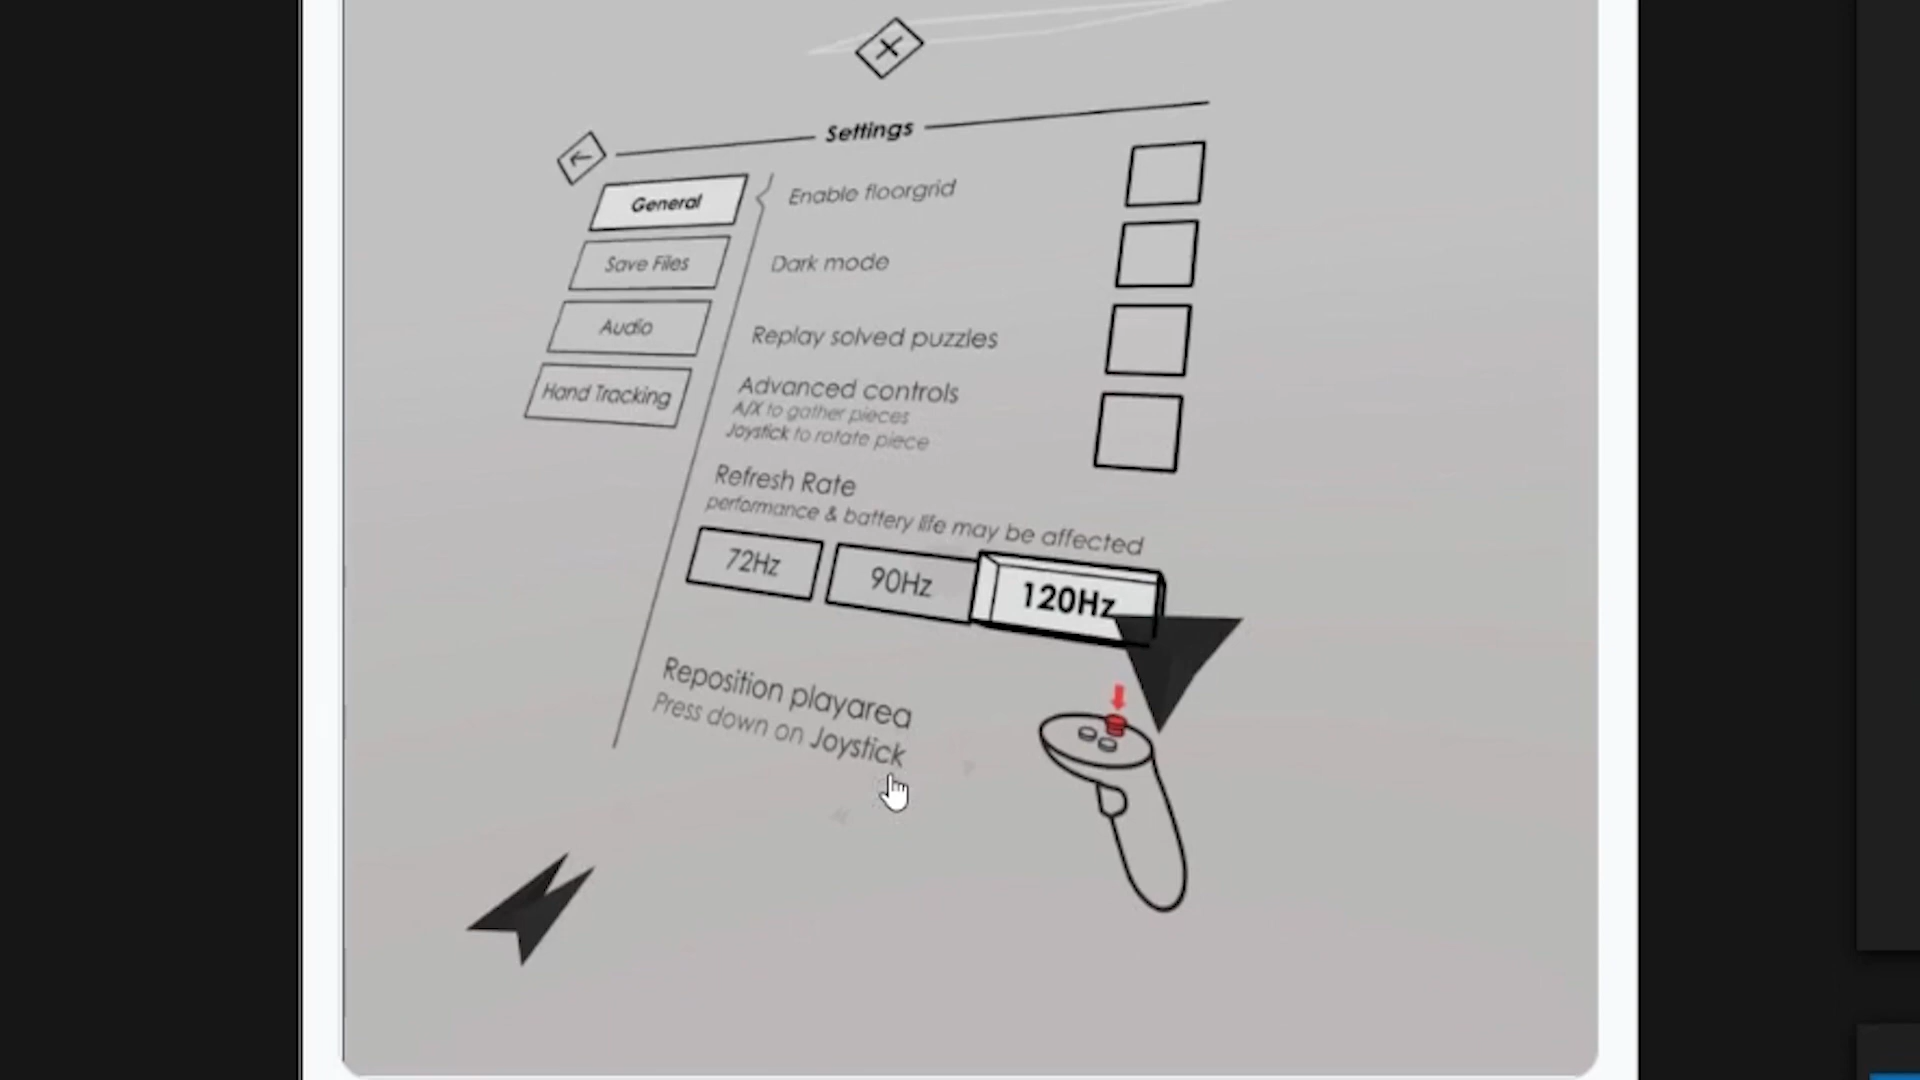 Settings
General
Save Files
Audio
Hand Tracking
Enable floorgrid
Dark mode
Replay solved puzzles
Advanced controls
A/X to gather pieces
Joystick to rotate piece
Refresh Rate
performance & battery life may be affected
72Hz
90Hz
120Hz
Reposition playarea
Press down on Joystick